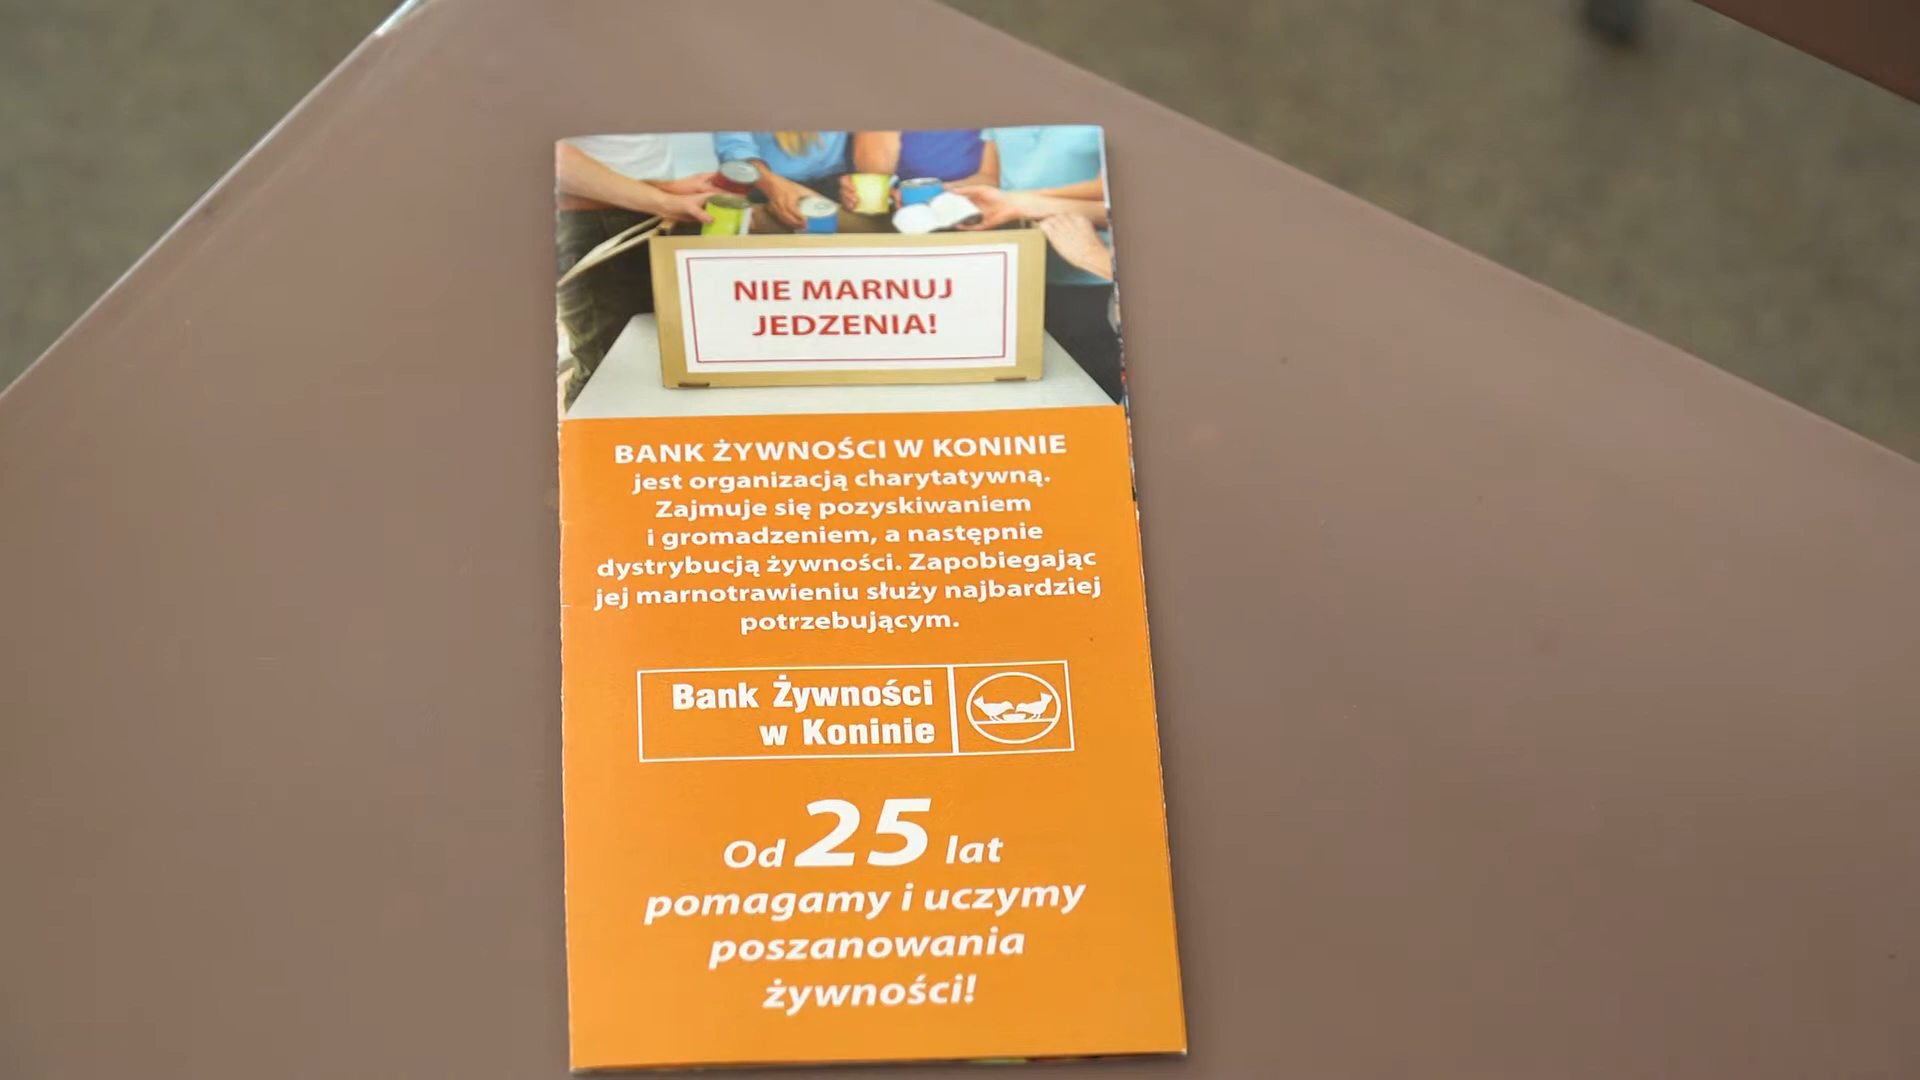 NIE MARNUJ
JEDZENIA!
BANK ŻYWNOŚCI W KONINIE
jest organizacją charytatywną.
Zajmuje się pozyskiwaniem
i gromadzeniem, a następnie
dystrybucją żywności. Zapobiegając
jej marnotrawieniu służy najbardziej
potrzebującym.
Bank Żywności
w Koninie
Od 25 lat
pomagamy i uczymy
poszanowania
żywności!